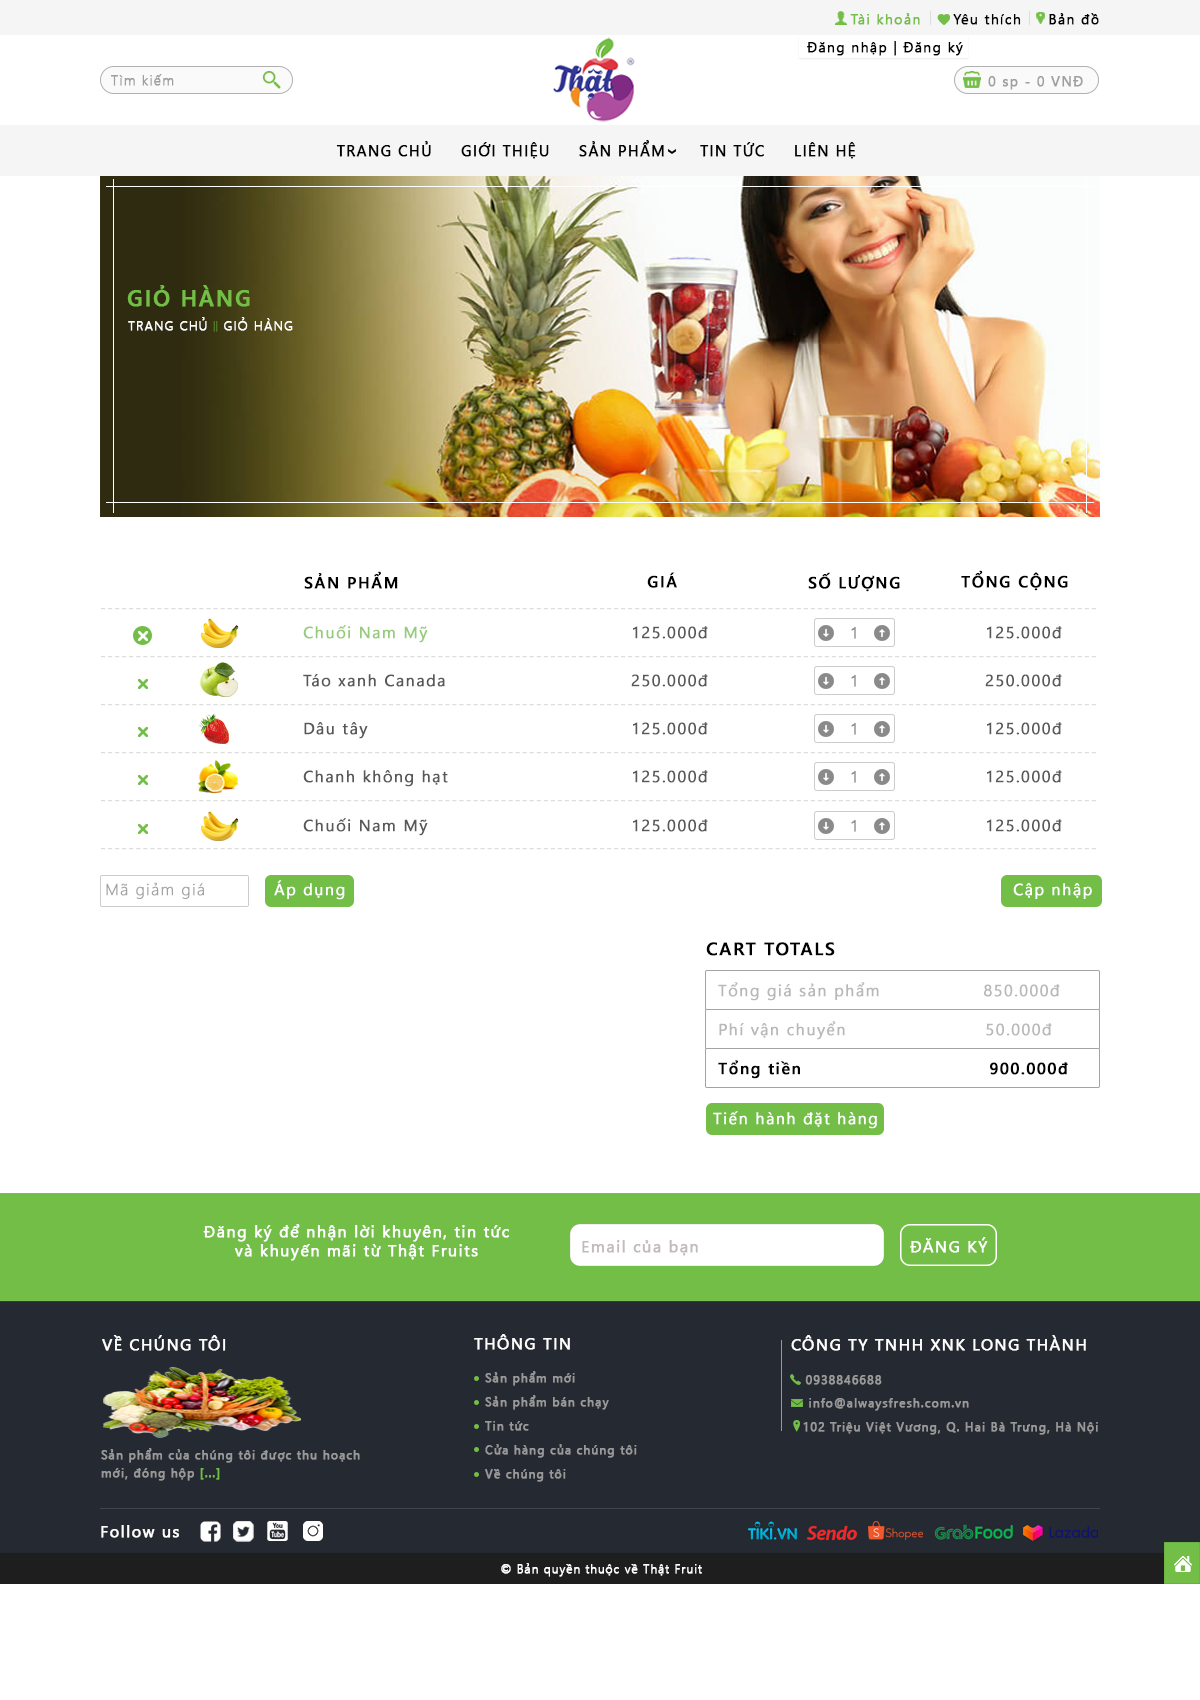 Tài khoản Yêu thích Bản đồ
Đăng nhập | Đăng ký
Tìm kiếm
Thật ®
0 sp - 0 VNĐ
TRANG CHỦ GIỚI THIỆU SẢN PHẨM TIN TỨC LIÊN HỆ
GIỎ HÀNG
TRANG CHỦ || GIỎ HÀNG
SẢN PHẨM GIÁ SỐ LƯỢNG TỔNG CỘNG
Chuối Nam Mỹ 125.000đ 1 125.000đ
Táo xanh Canada 250.000đ 1 250.000đ
Dâu tây 125.000đ 1 125.000đ
Chanh không hạt 125.000đ 1 125.000đ
Chuối Nam Mỹ 125.000đ 1 125.000đ
Mã giảm giá Áp dụng Cập nhập
CART TOTALS
Tổng giá sản phẩm 850.000đ
Phí vận chuyển 50.000đ
Tổng tiền 900.000đ
Tiến hành đặt hàng
Đăng ký để nhận lời khuyên, tin tức
và khuyến mãi từ Thật Fruits
Email của bạn
ĐĂNG KÝ
VỀ CHÚNG TÔI
Sản phẩm của chúng tôi được thu hoạch
mới, đóng hộp [...]
THÔNG TIN
Sản phẩm mới
Sản phẩm bán chạy
Tin tức
Cửa hàng của chúng tôi
Về chúng tôi
CÔNG TY TNHH XNK LONG THÀNH
0938846688
info@alwaysfresh.com.vn
102 Triệu Việt Vương, Q. Hai Bà Trưng, Hà Nội
Follow us You Tube TIKI.VN Sendo S Shopee GrabFood Lazada
© Bản quyền thuộc về Thật Fruit